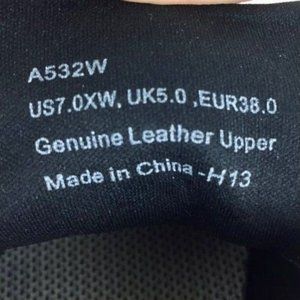 A532W
US7.0XW, UK5.0 ,EUR38.0
Genuine Leather Upper
Made in China-H13